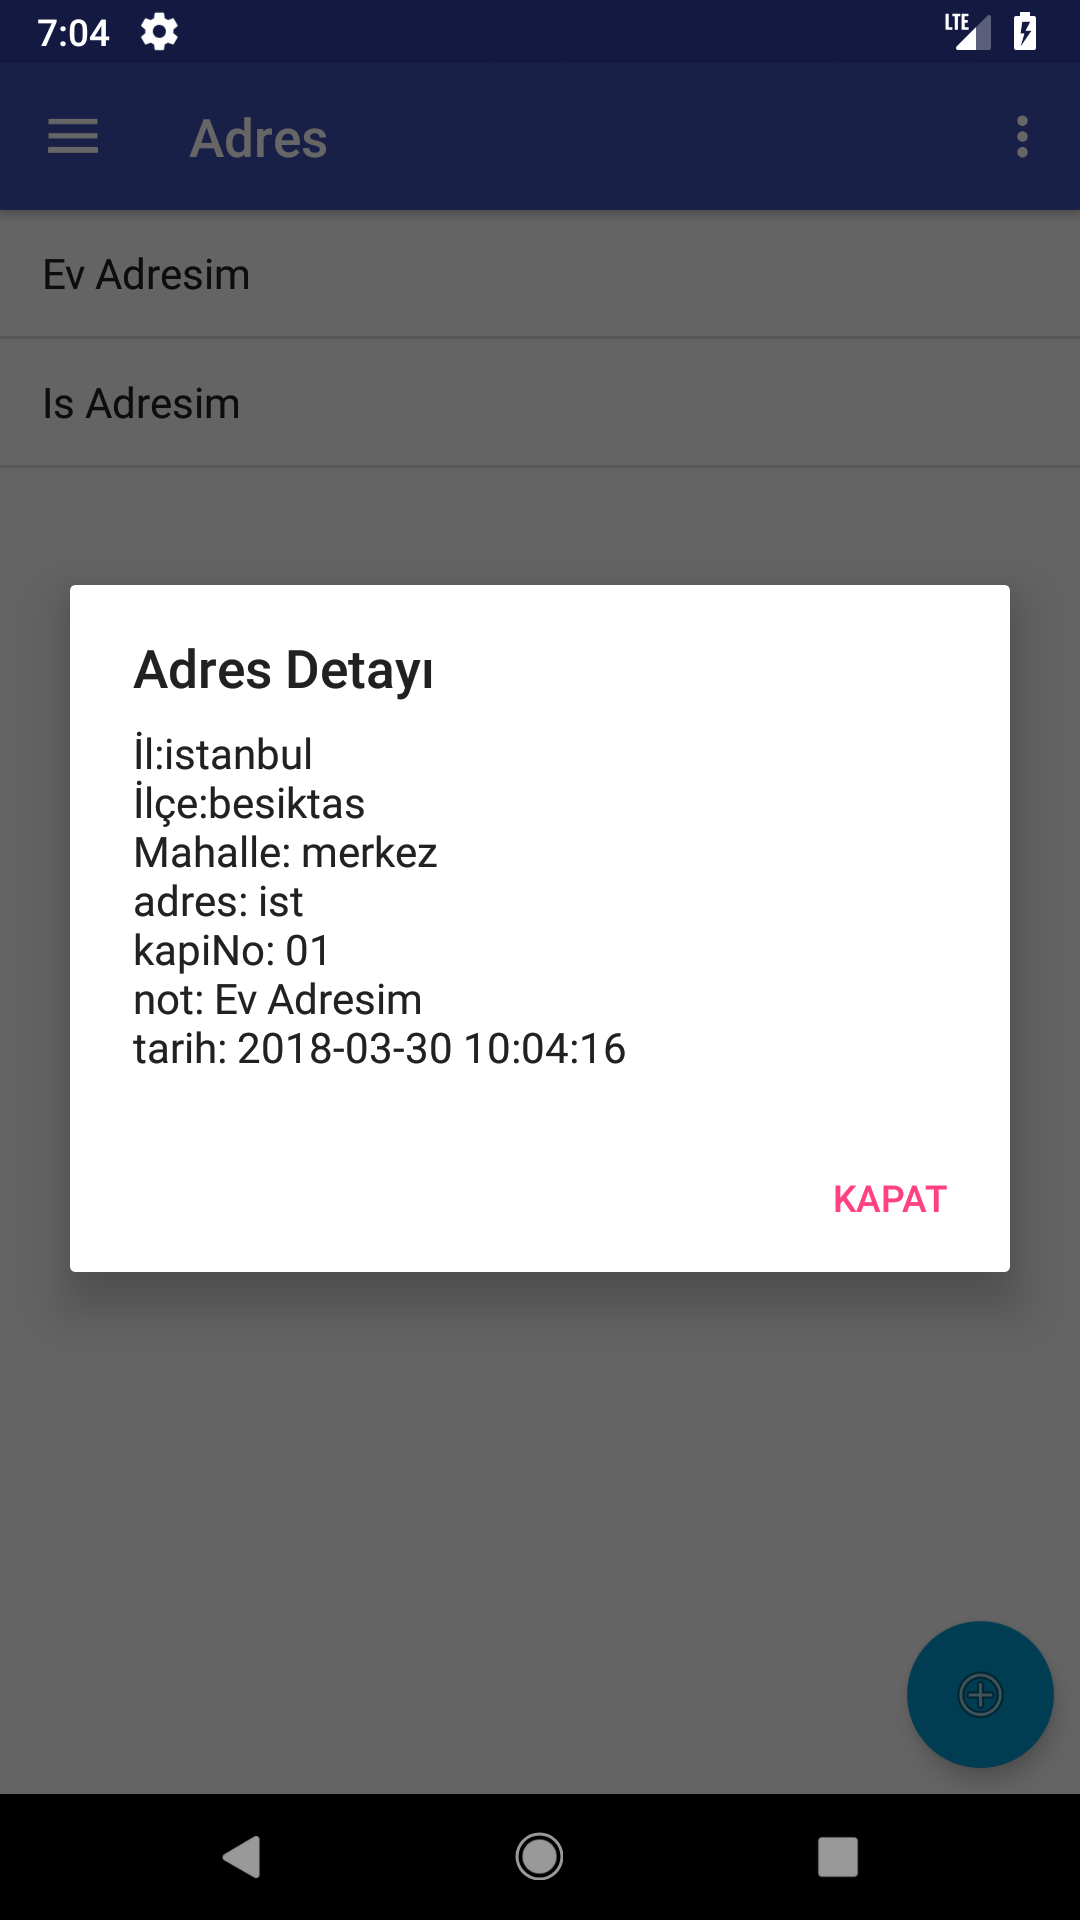 7:04
LTE
Adres
Ev Adresim
Is Adresim
Adres Detayı
İl:istanbul
İlçe:besiktas
Mahalle: merkez
adres: ist
kapiNo: 01
not: Ev Adresim
tarih: 2018-03-30 10:04:16
KAPAT